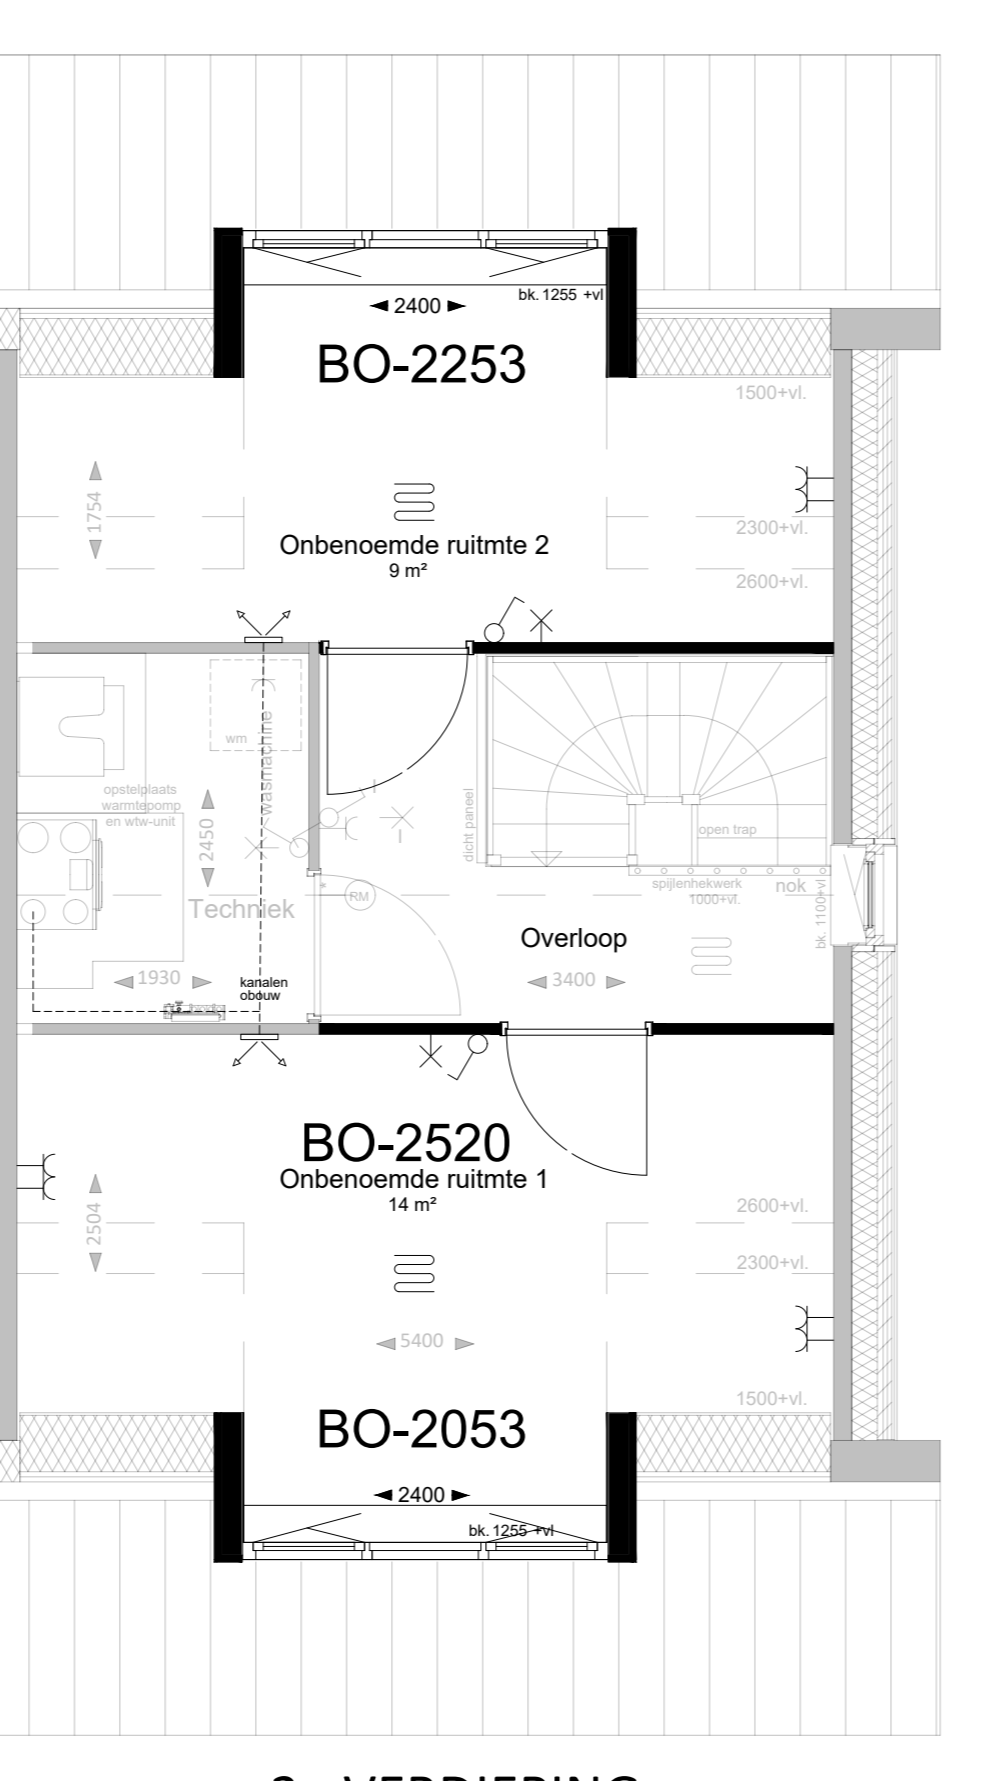 bk. 1255 +vl
2400
BO-2253
1500+vl.
1754
2300+vl.
Onbenoemde ruitmte 2
9 m²
2600+vl.
wm
wasmachine
opstelplaats
warmtepomp
en wtw-unit
2450
dicht paneel
open trap
spijlenhekwerk
1000+vl.
nok
bk. 1100+vl
*
RM
Techniek
Overloop
1930
kanalen
obouw
3400
BO-2520
Onbenoemde ruitmte 1
14 m²
2504
2600+vl.
2300+vl.
5400
1500+vl.
BO-2053
2400
bk. 1255 +vl